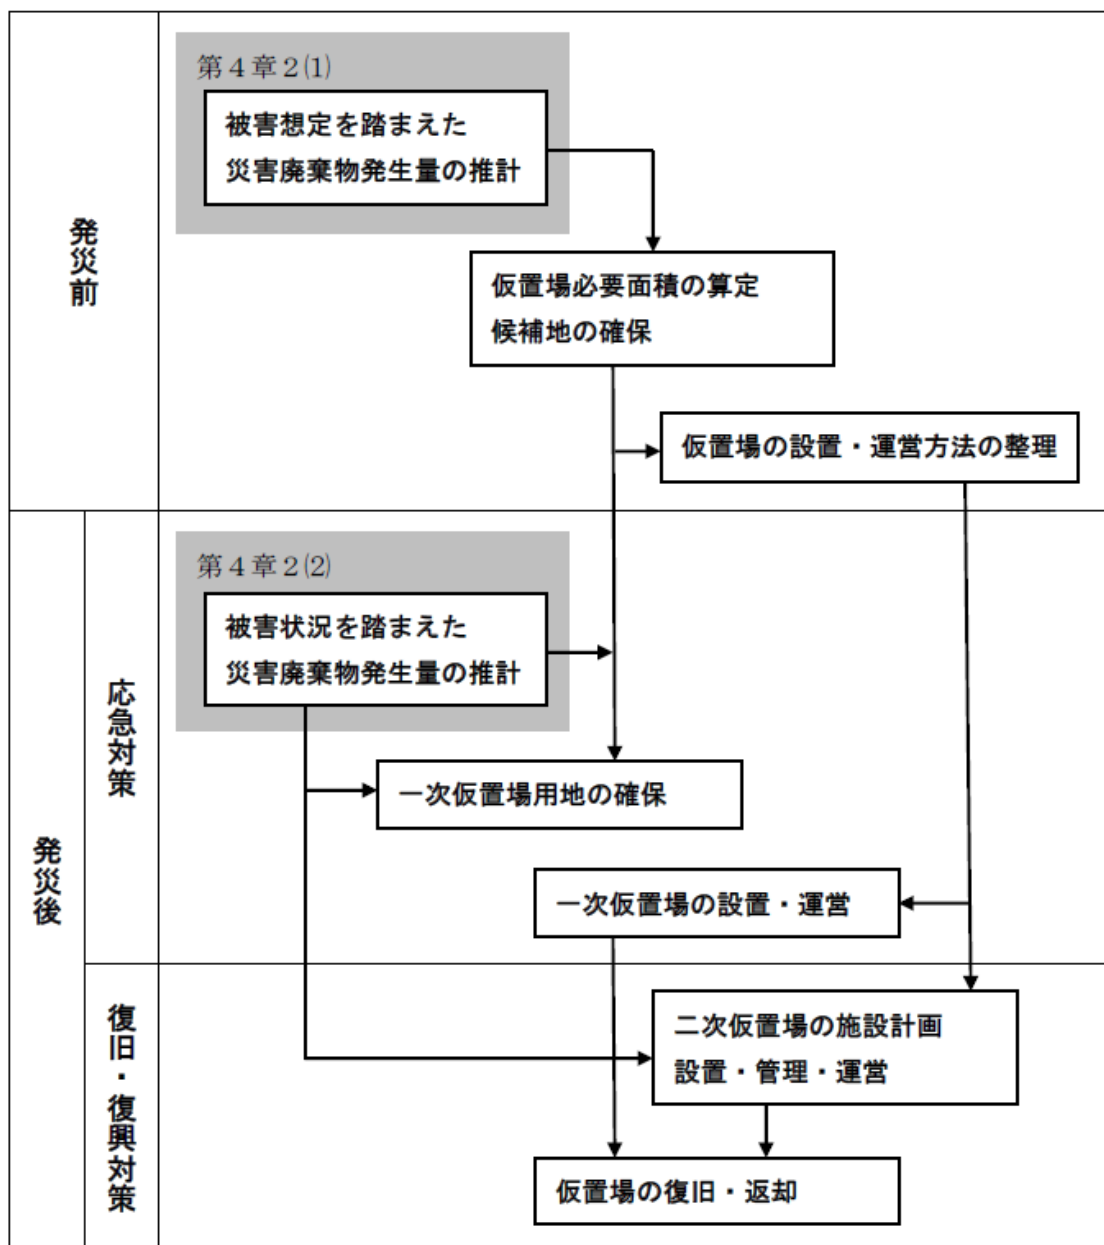 発災前
第４章２⑴
被害想定を踏まえた
災害廃棄物発生量の推計
仮置場必要面積の算定
候補地の確保
仮置場の設置・運営方法の整理
発災後
応急対策
第４章２⑵
被害状況を踏まえた
災害廃棄物発生量の推計
一次仮置場用地の確保
一次仮置場の設置・運営
復旧・復興対策
二次仮置場の施設計画
設置・管理・運営
仮置場の復旧・返却